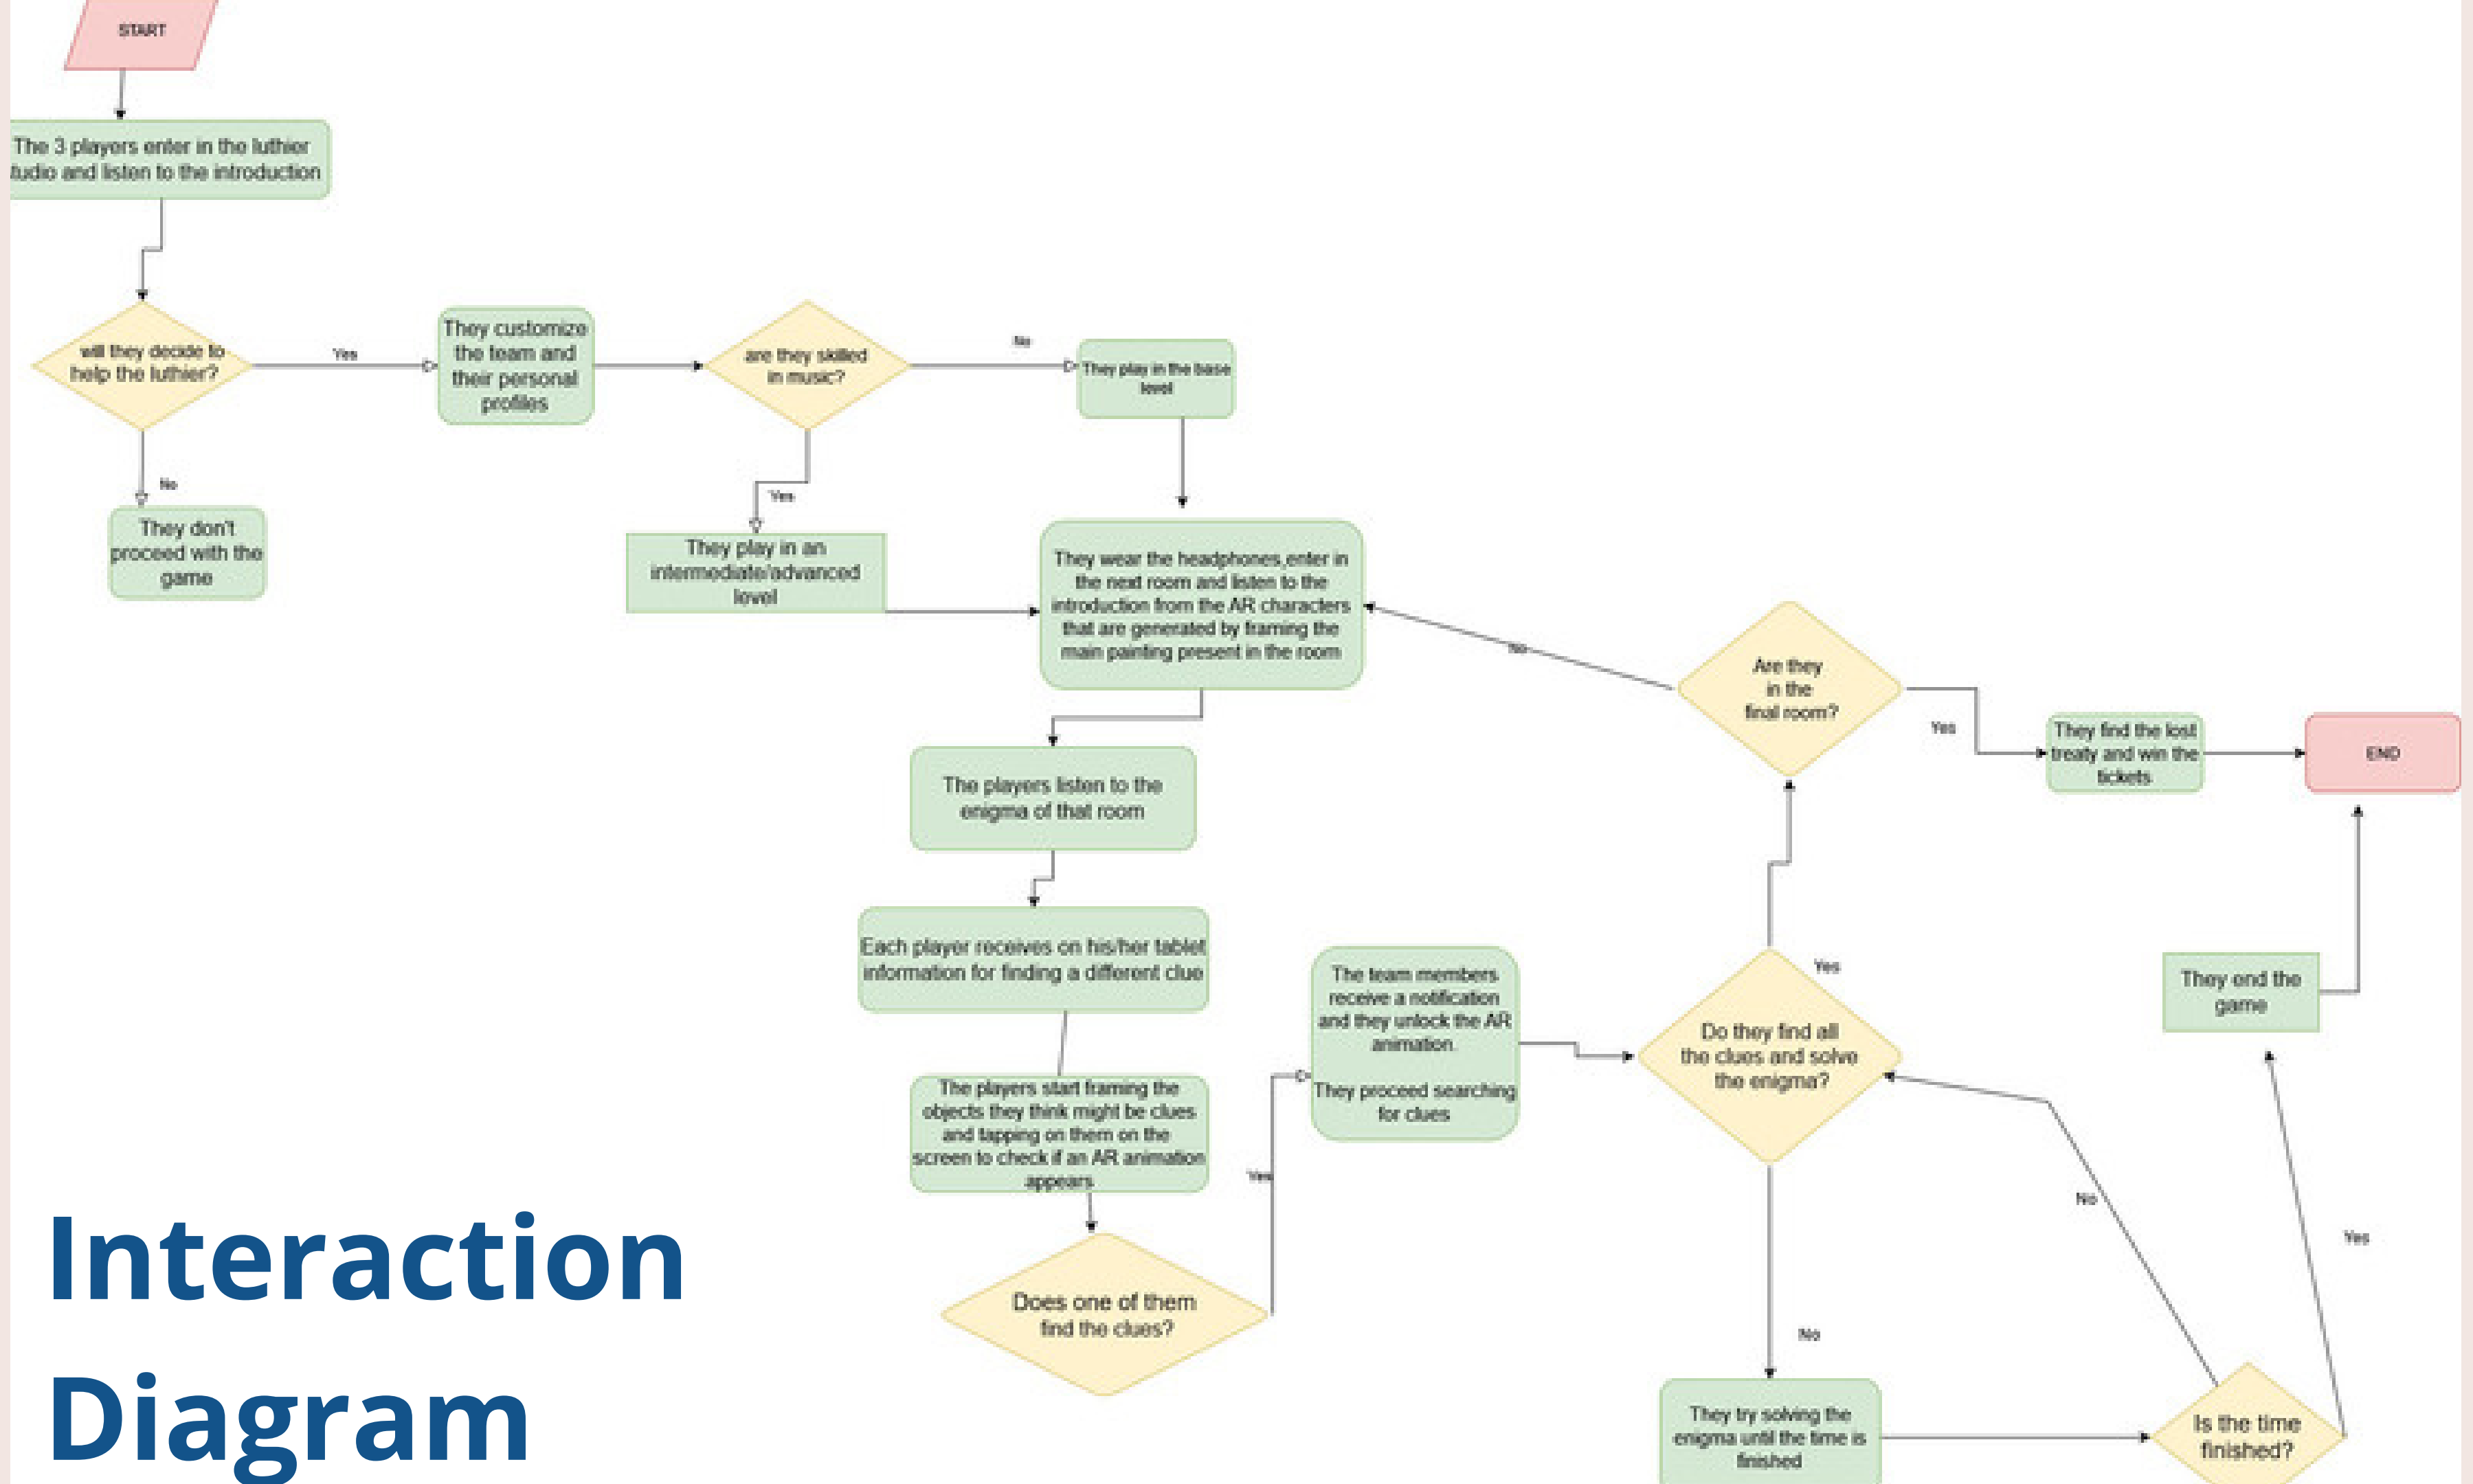 START
The 3 players enter in the luthier
tudio and listen to the introduction
will they decide to
help the luthier?
Yes
They customize
the team and
their personal
profiles
are they skilled
in music?
No
They play in the base
level
No
They don't
proceed with the
game
Yes
They play in an
intermediate/advanced
level
They wear the headphones,enter in
the next room and listen to the
introduction from the AR characters
that are generated by framing the
main painting present in the room
No
Are they
in the
final room?
Yes
They find the lost
treaty and win the
tickets
END
The players listen to the
enigma of that room
Each player receives on his/her tablet
information for finding a different clue
The players start framing the
objects they think might be clues
and tapping on them on the
screen to check if an AR animation
appears
Does one of them
find the clues?
Yes
The team members
receive a notification
and they unlock the AR
animation.
They proceed searching
for clues
Do they find all
the clues and solve
the enigma?
Yes
No
They try solving the
enigma until the time is
finished
Is the time
finished?
No
Yes
They end the
game
Interaction
Diagram